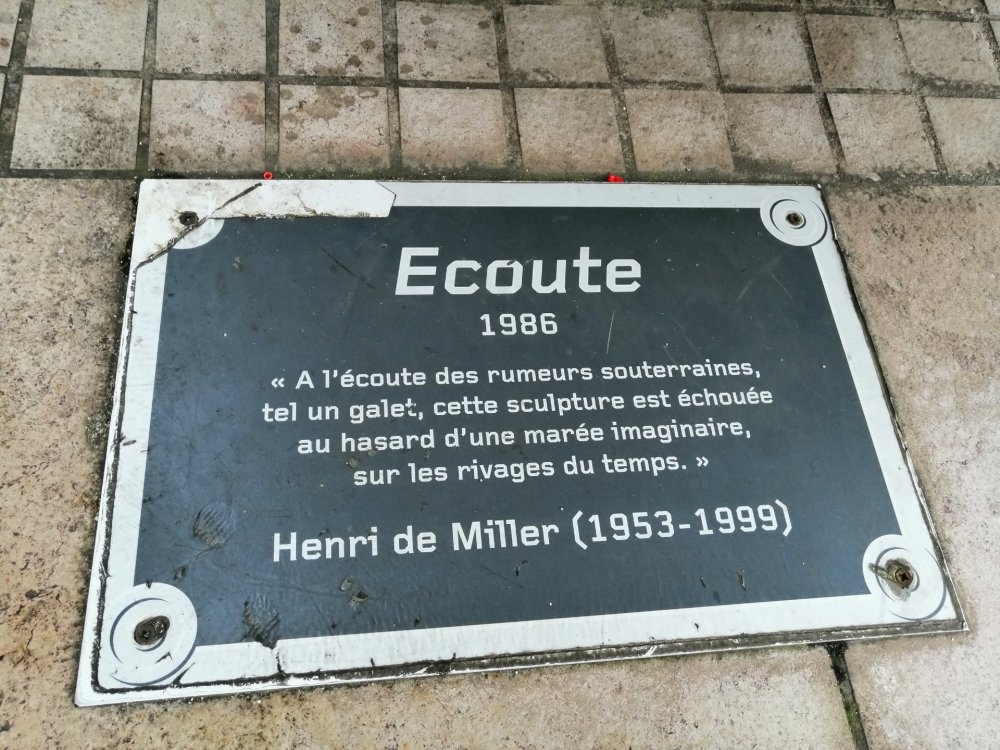 Ecoute
1986
« A l'écoute des rumeurs souterraines,
tel un galet, cette sculpture est échouée
au hasard d'une marée imaginaire,
sur les rivages du temps. »
Henri de Miller (1953-1999)